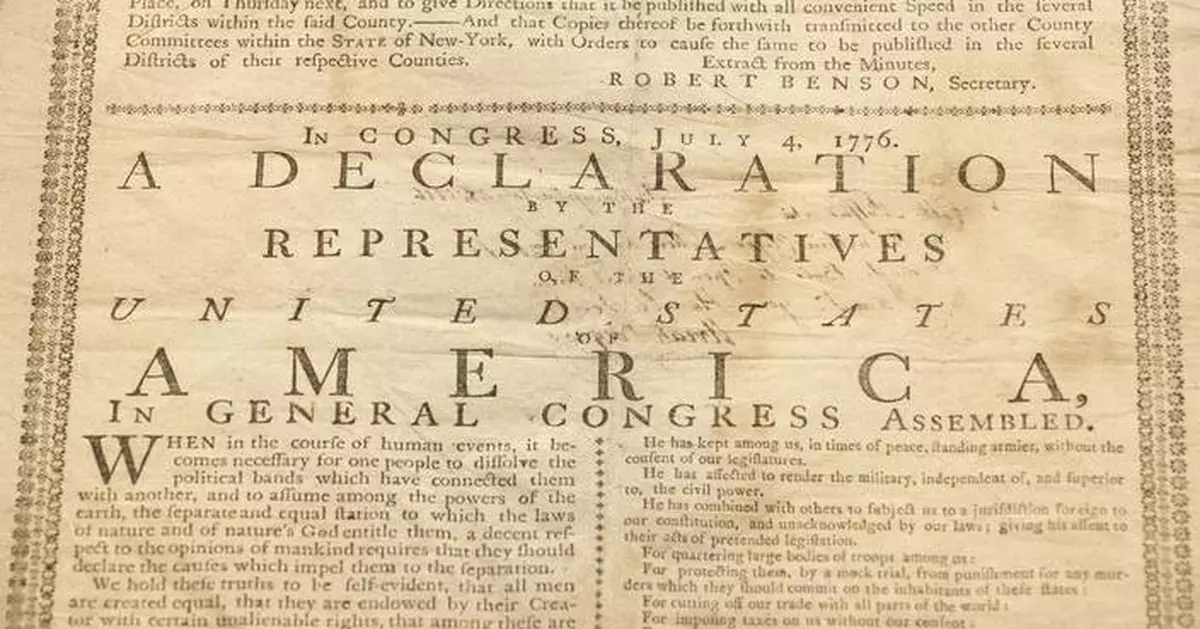 Place, on Thurſday next, and to give Directions that it be publiſhed with all convenient Speed in the ſeveral
Diſtricts within the ſaid County.——And that Copies thereof be forthwith tranſmitted to the other County
Committees within the STATE of New-York, with Orders to cauſe the ſame to be publiſhed in the ſeveral
Diſtricts of their reſpective Counties. Extract from the Minutes,
ROBERT BENSON, Secretary.
IN CONGRESS, JULY 4, 1776.
A DECLARATION
BY THE
REPRESENTATIVES
OF THE
UNITED STATES
OF
AMERICA,
IN GENERAL CONGRESS ASSEMBLED.
WHEN in the courſe of human events, it be-
comes neceſſary for one people to diſſolve the
political bands which have connected them
with another, and to aſſume among the powers of the
earth, the ſeparate and equal ſtation to which the laws
of nature and of nature's God entitle them, a decent reſ-
pect to the opinions of mankind requires that they ſhould
declare the cauſes which impel them to the ſeparation.
We hold theſe truths to be ſelf-evident, that all men
are created equal, that they are endowed by their Crea-
tor with certain unalienable rights, that among theſe are
He has kept among us, in times of peace, ſtanding armies, without the
conſent of our legiſlatures.
He has affected to render the military, independent of, and ſuperior
to, the civil power.
He has combined with others to ſubject us to a juriſdiction foreign to
our conſtitution, and unacknowledged by our laws; giving his aſſent to
their acts of pretended legiſlation.
For quartering large bodies of troops among us:
For protecting them, by a mock trial, from puniſhment for any mur-
ders which they ſhould commit on the inhabitants of theſe ſtates:
For cutting off our trade with all parts of the world:
For impoſing taxes on us without our conſent: